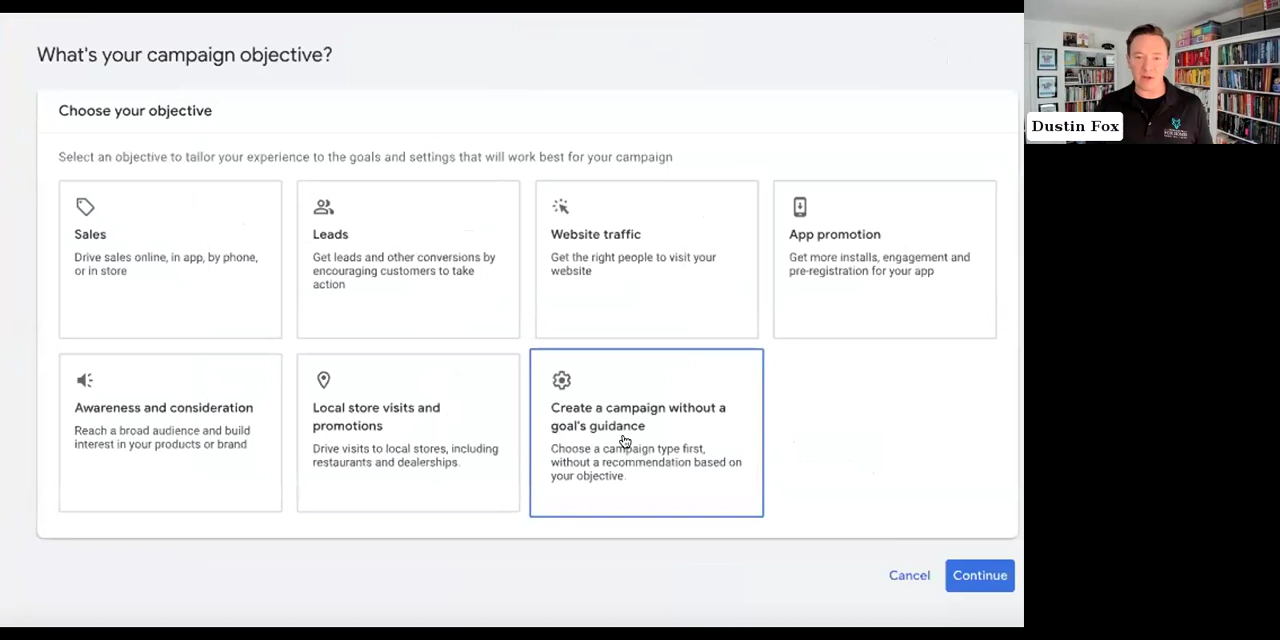 What's your campaign objective?
Choose your objective
Select an objective to tailor your experience to the goals and settings that will work best for your campaign
Sales
Drive sales online, in app, by phone,
or in store
Leads
Get leads and other conversions by
encouraging customers to take
action
Website traffic
Get the right people to visit your
website
App promotion
Get more installs, engagement and
pre-registration for your app
Awareness and consideration
Reach a broad audience and build
interest in your products or brand
Local store visits and
promotions
Drive visits to local stores, including
restaurants and dealerships.
Create a campaign without a
goal's guidance
Choose a campaign type first,
without a recommendation based on
your objective.
Cancel
Continue
Dustin Fox